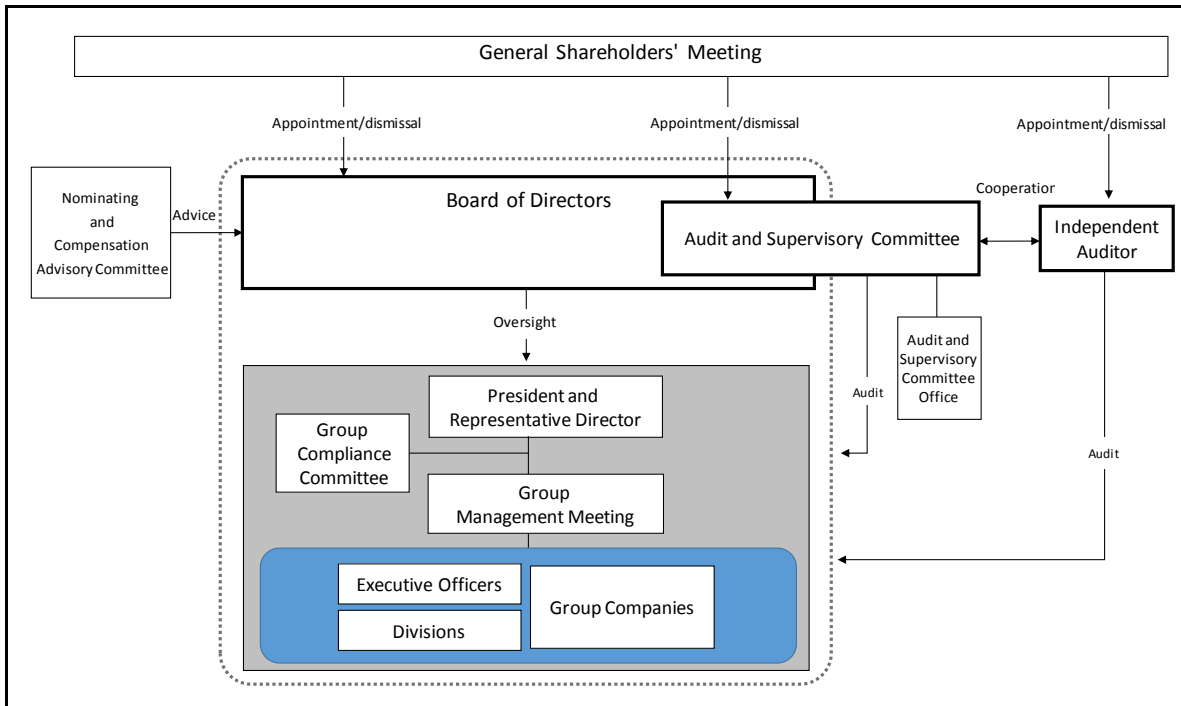 General Shareholders' Meeting
Appointment/dismissal
Appointment/dismissal
Appointment/dismissal
Nominating
and
Compensation
Advisory Committee
Advice
Board of Directors
Audit and Supervisory Committee
Cooperation
Independent
Auditor
Oversight
Audit and
Supervisory
Committee
Office
Audit
Audit
President and
Representative Director
Group
Compliance
Committee
Group
Management Meeting
Executive Officers
Divisions
Group Companies